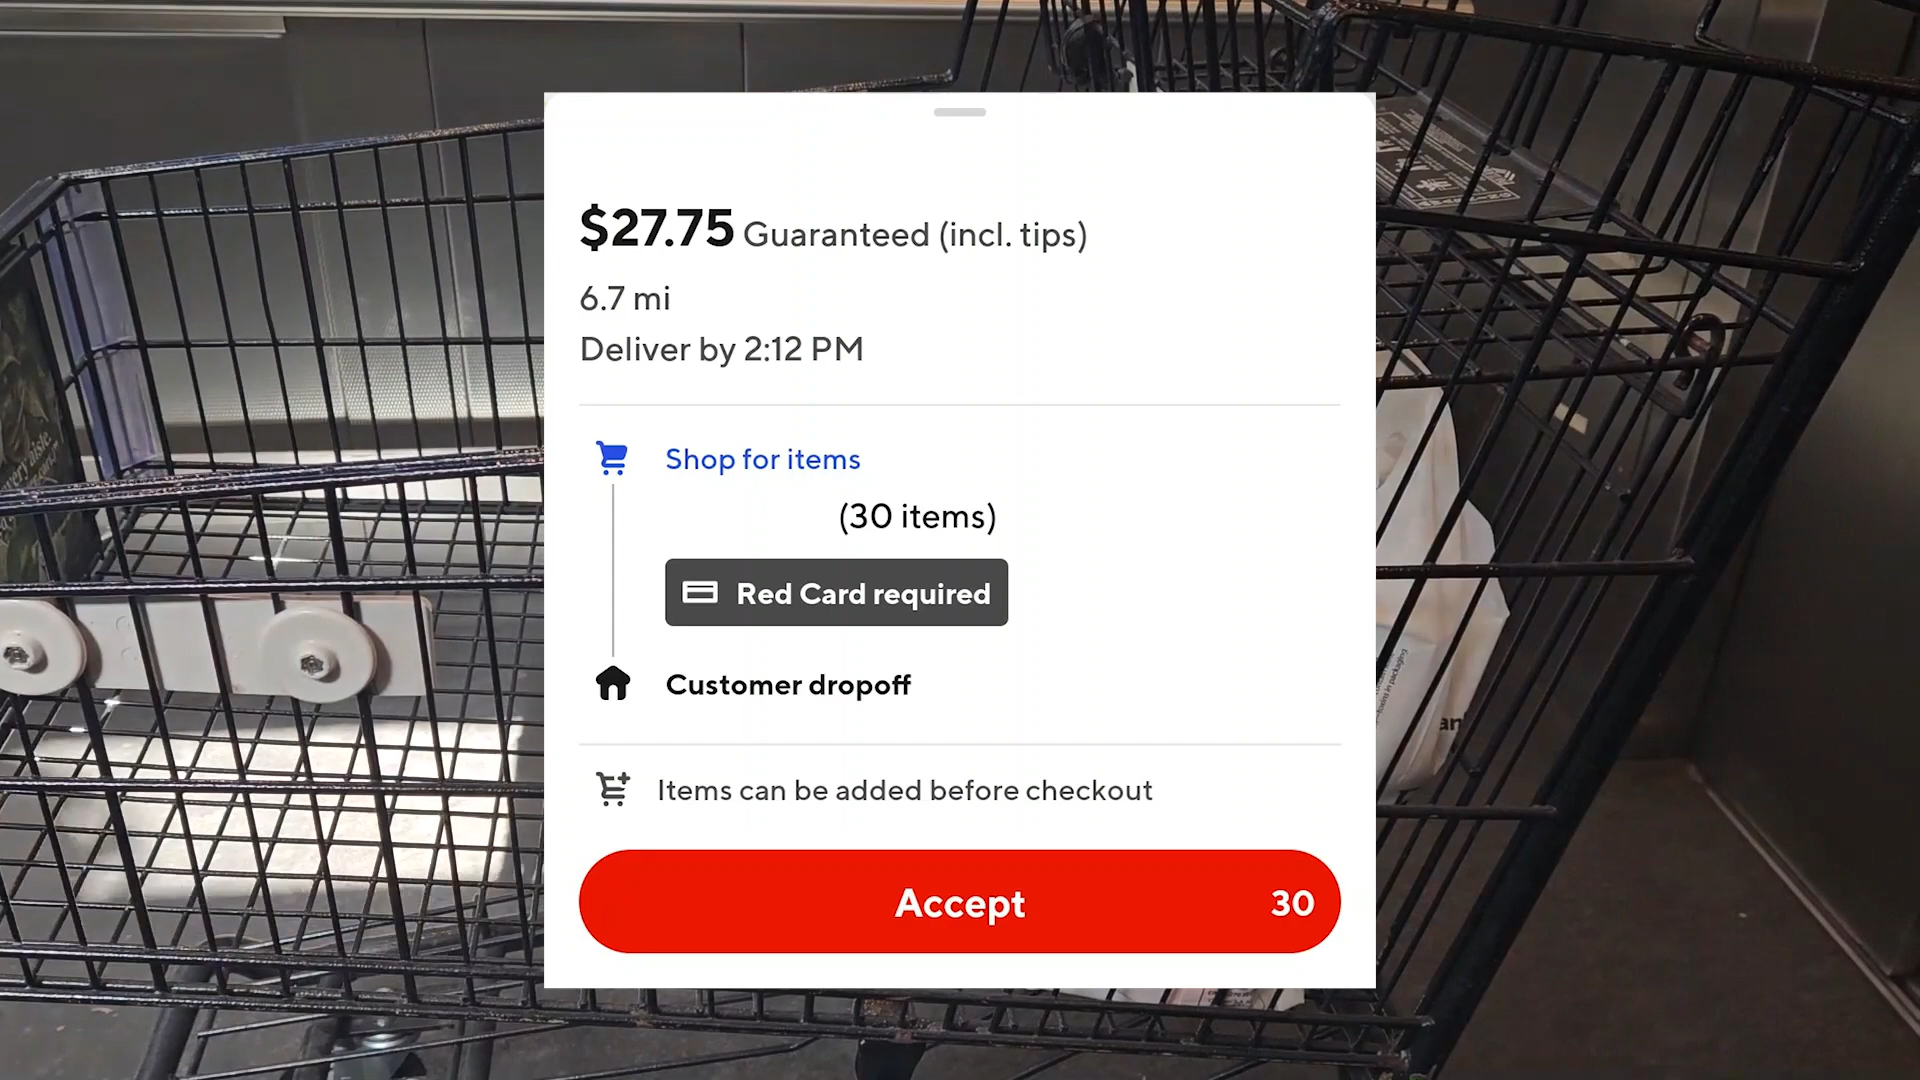 $27.75 Guaranteed (incl. tips)
6.7 mi
Deliver by 2:12 PM
Shop for items
(30 items)
Red Card required
Customer dropoff
Items can be added before checkout
Accept 30